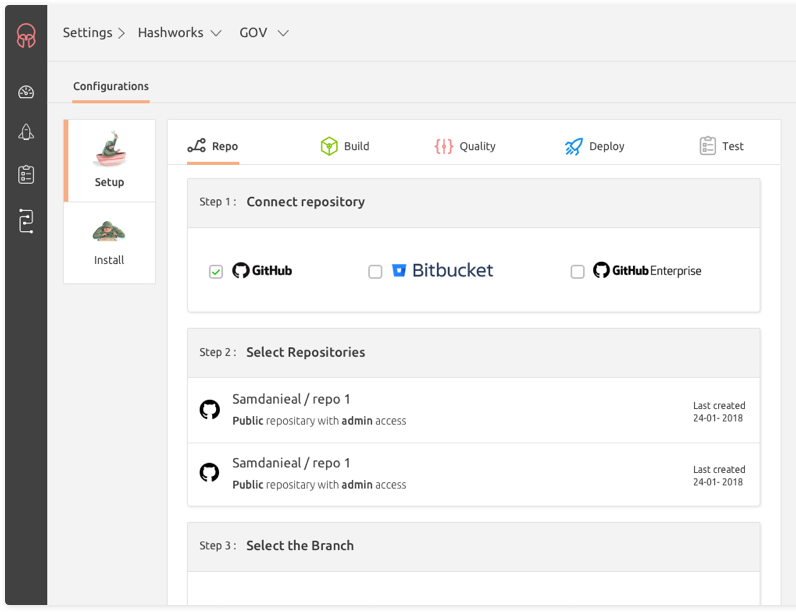 Settings > Hashworks GOV
Configurations
Setup
Install
Repo Build Quality Deploy Test
Step 1 : Connect repository
GitHub Bitbucket GitHub Enterprise
Step 2 : Select Repositories
Samdanieal / repo 1
Public repositary with admin access
Last created
24-01- 2018
Samdanieal / repo 1
Public repositary with admin access
Last created
24-01- 2018
Step 3 : Select the Branch